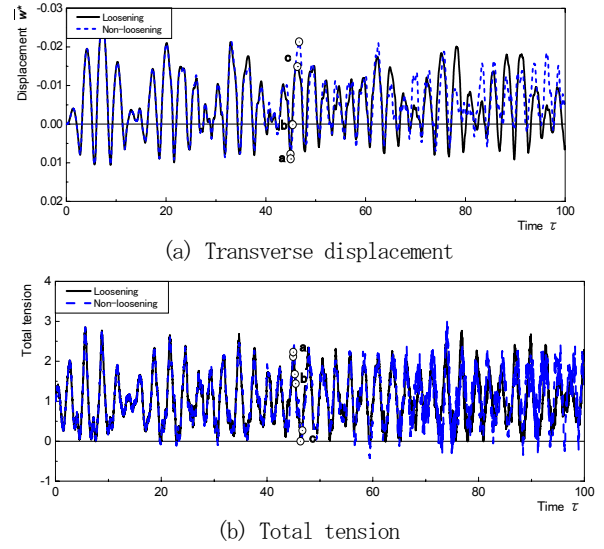 Displacement w̅*
-0.03
-0.02
-0.01
0.00
0.01
0.02
Loosening
Non-loosening
c
b
a
0 20 40 60 80 100
Time τ
(a) Transverse displacement
Total tension
4
3
2
1
0
-1
Loosening
Non-loosening
a
b
c
0 20 40 60 80 100
Time τ
(b) Total tension